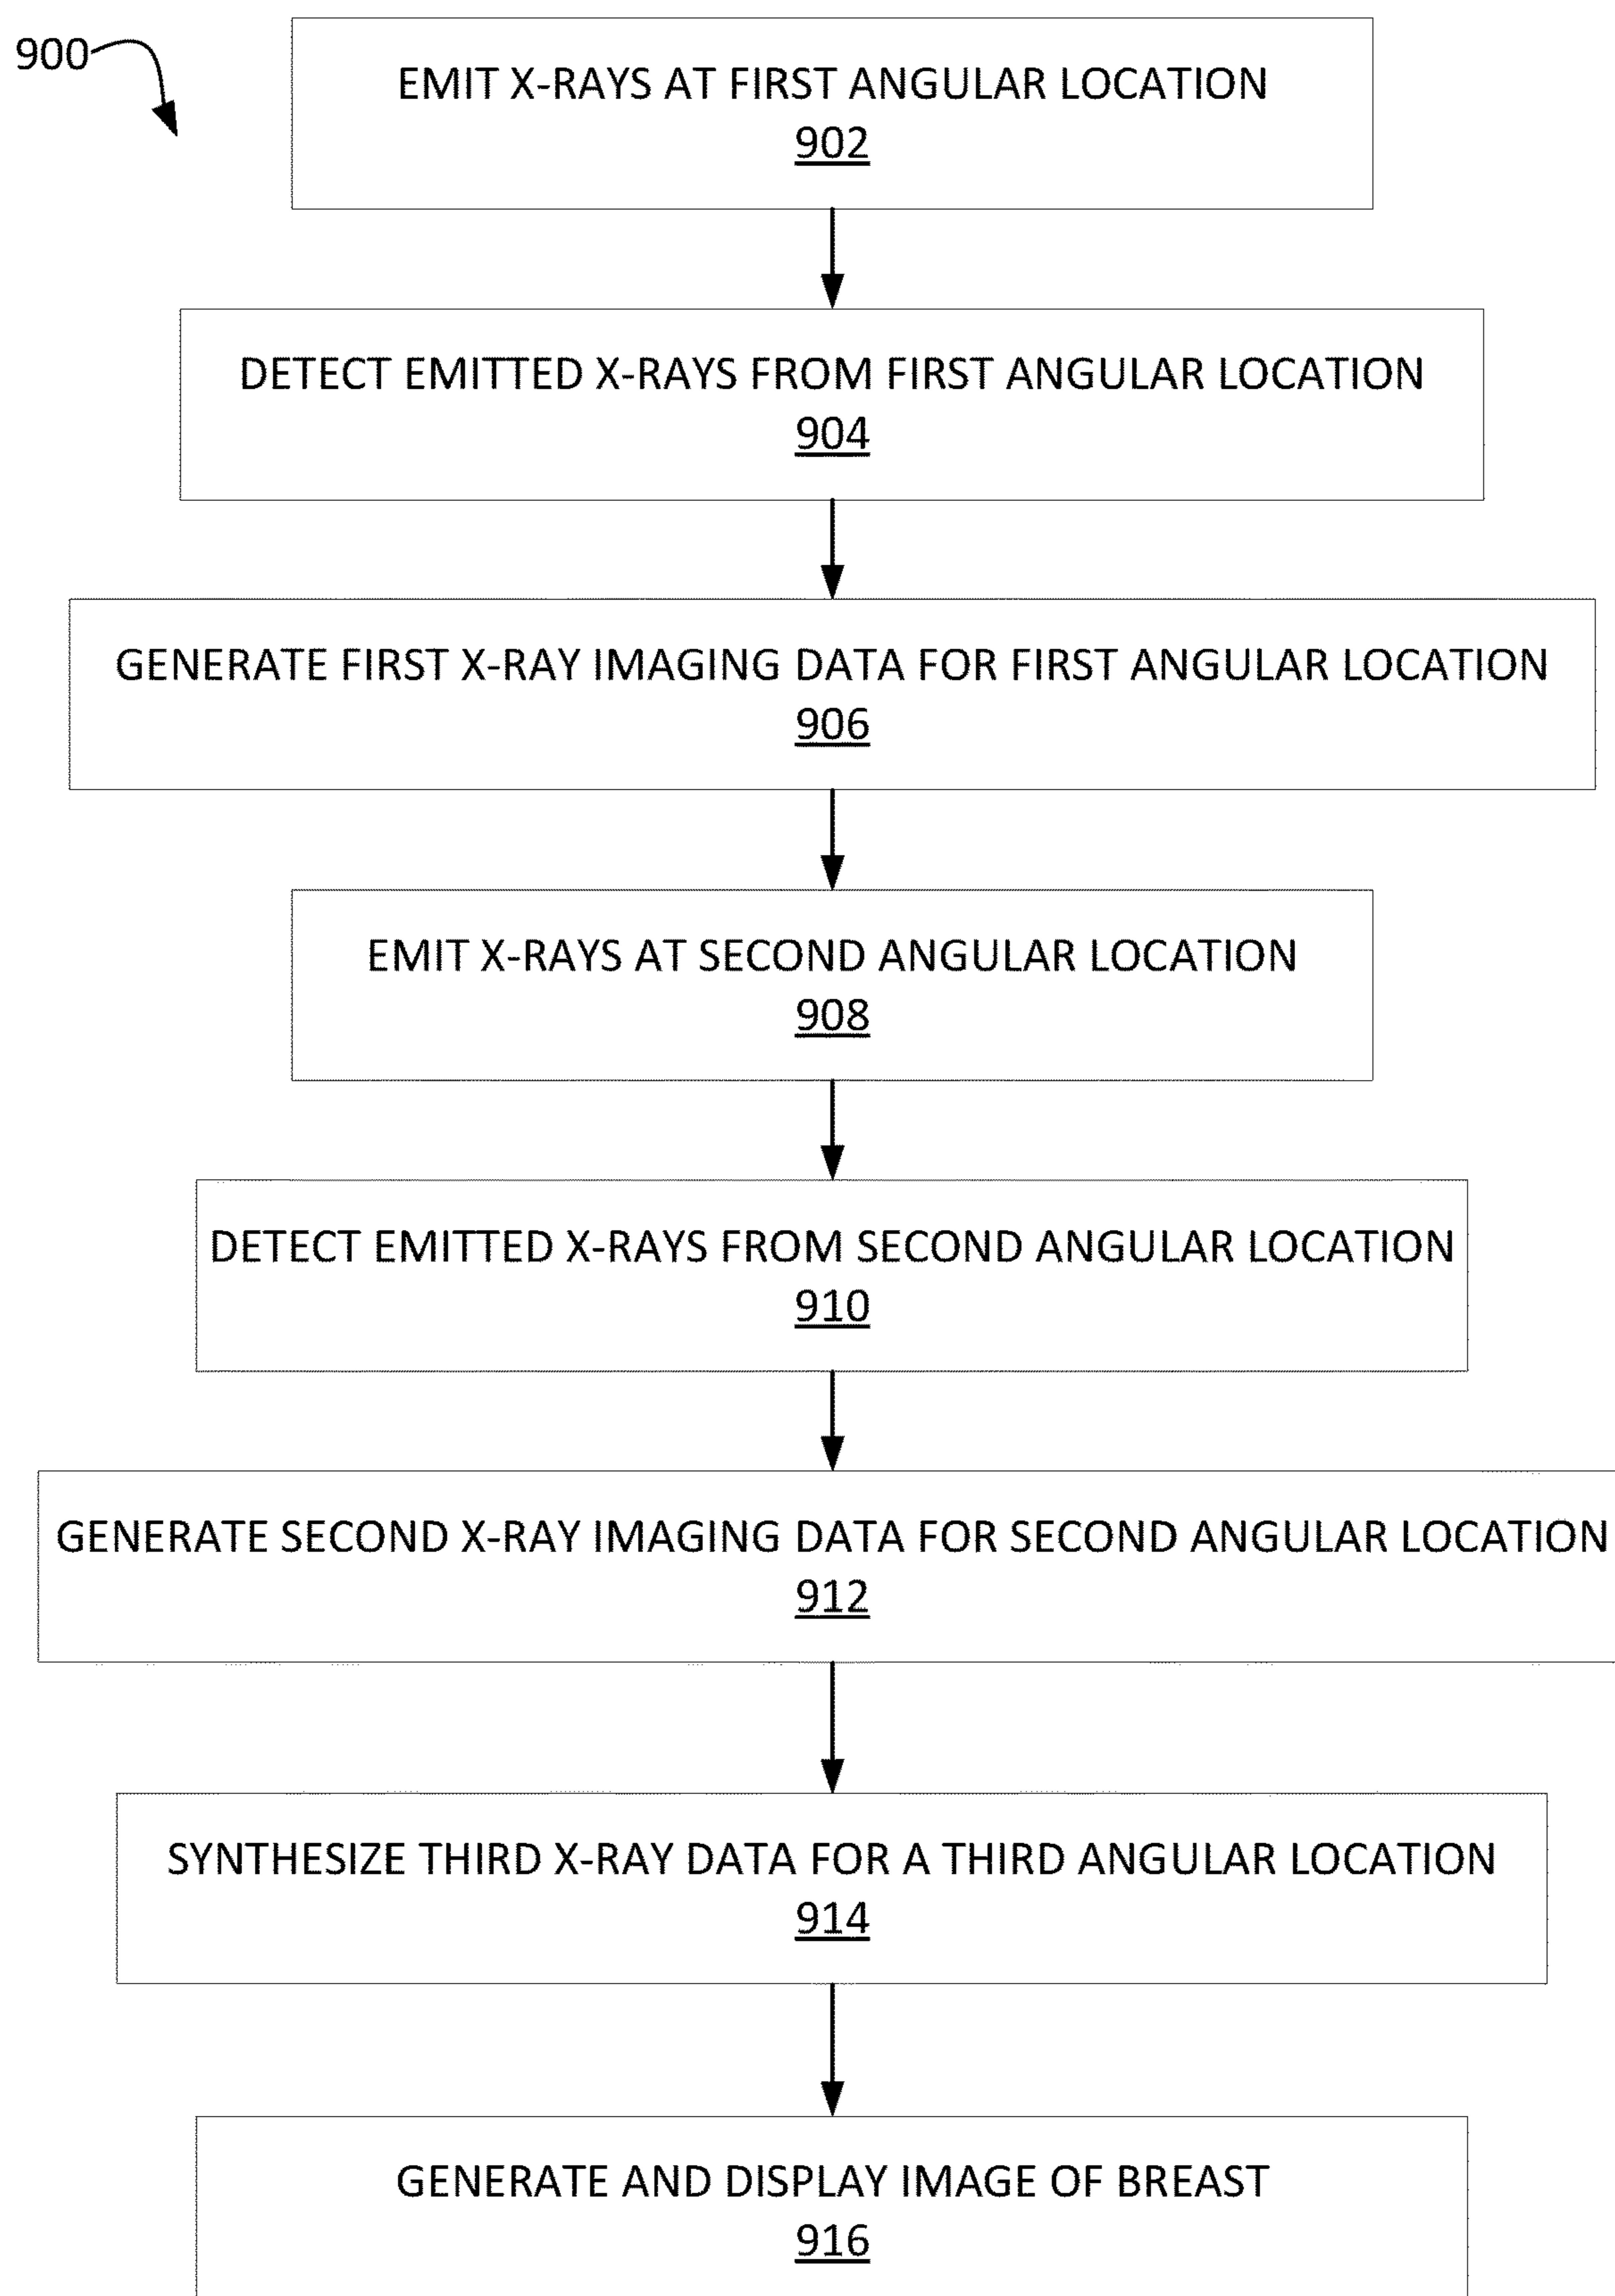 900
EMIT X-RAYS AT FIRST ANGULAR LOCATION
902
DETECT EMITTED X-RAYS FROM FIRST ANGULAR LOCATION
904
GENERATE FIRST X-RAY IMAGING DATA FOR FIRST ANGULAR LOCATION
906
EMIT X-RAYS AT SECOND ANGULAR LOCATION
908
DETECT EMITTED X-RAYS FROM SECOND ANGULAR LOCATION
910
GENERATE SECOND X-RAY IMAGING DATA FOR SECOND ANGULAR LOCATION
912
SYNTHESIZE THIRD X-RAY DATA FOR A THIRD ANGULAR LOCATION
914
GENERATE AND DISPLAY IMAGE OF BREAST
916